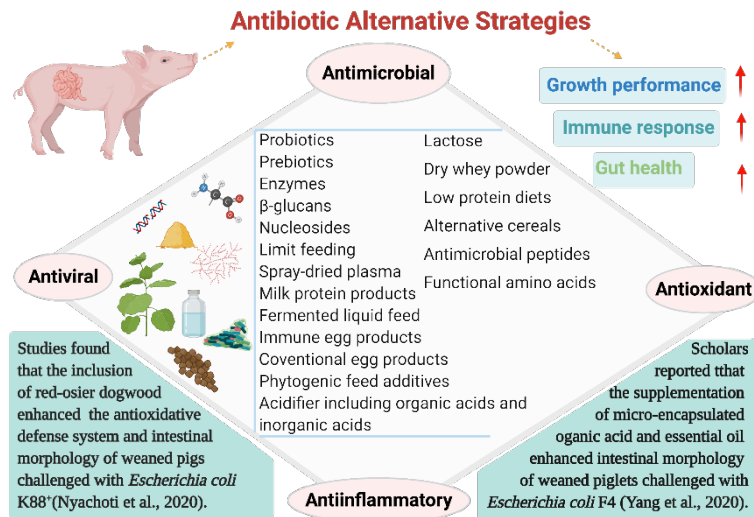 Antibiotic Alternative Strategies
Antimicrobial
Growth performance
Immune response
Gut health
Probiotics
Prebiotics
Enzymes
β-glucans
Nucleosides
Limit feeding
Spray-dried plasma
Milk protein products
Fermented liquid feed
Immune egg products
Coventional egg products
Phytogenic feed additives
Acidifier including organic acids and
inorganic acids
Lactose
Dry whey powder
Low protein diets
Alternative cereals
Antimicrobial peptides
Functional amino acids
Antiviral
Antioxidant
Studies found
that the inclusion
of red-osier dogwood
enhanced the antioxidative
defense system and intestinal
morphology of weaned pigs
challenged with Escherichia coli
K88⁺(Nyachoti et al., 2020).
Scholars
reported tthat
the supplementation
of micro-encapsulated
oganic acid and essential oil
enhanced intestinal morphology
of weaned piglets challenged with
Escherichia coli F4 (Yang et al., 2020).
Antiinflammatory